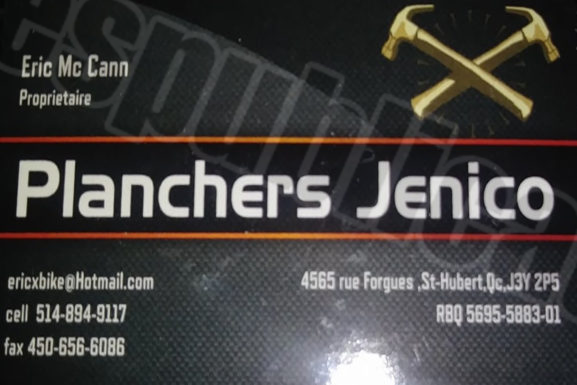 Eric Mc Cann
Proprietaire
Planchers Jenico
ericxbike@Hotmail.com
cell 514-894-9117
fax 450-656-6086
4565 rue Forgues ,St-Hubert,Qc,J3Y 2P5
RBQ 5695-5883-01